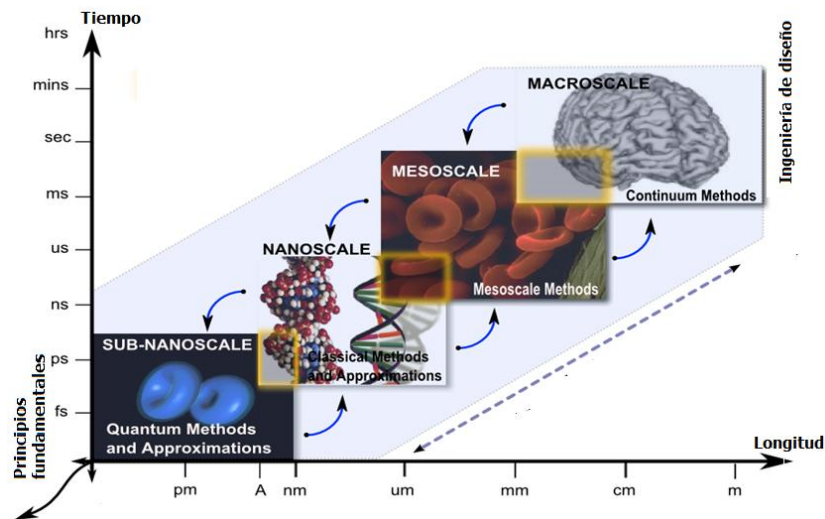 Tiempo
hrs
mins
sec
ms
us
ns
ps
fs
Ingeniería de diseño
MACROSCALE
Continuum Methods
MESOSCALE
Mesoscale Methods
NANOSCALE
Classical Methods
and Approximations
SUB-NANOSCALE
Quantum Methods
and Approximations
Principios
fundamentales
Longitud
pm
A
nm
um
mm
cm
m